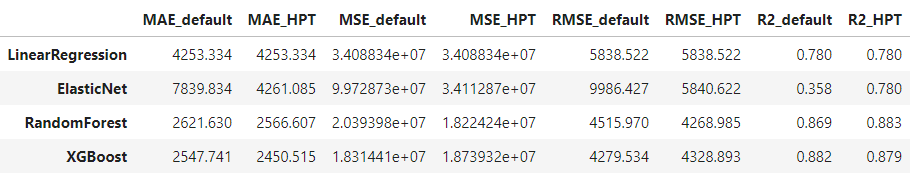 MAE_default MAE_HPT MSE_default MSE_HPT RMSE_default RMSE_HPT R2_default R2_HPT
LinearRegression 4253.334 4253.334 3.408834e+07 3.408834e+07 5838.522 5838.522 0.780 0.780
ElasticNet 7839.834 4261.085 9.972873e+07 3.411287e+07 9986.427 5840.622 0.358 0.780
RandomForest 2621.630 2566.607 2.039398e+07 1.822424e+07 4515.970 4268.985 0.869 0.883
XGBoost 2547.741 2450.515 1.831441e+07 1.873932e+07 4279.534 4328.893 0.882 0.879